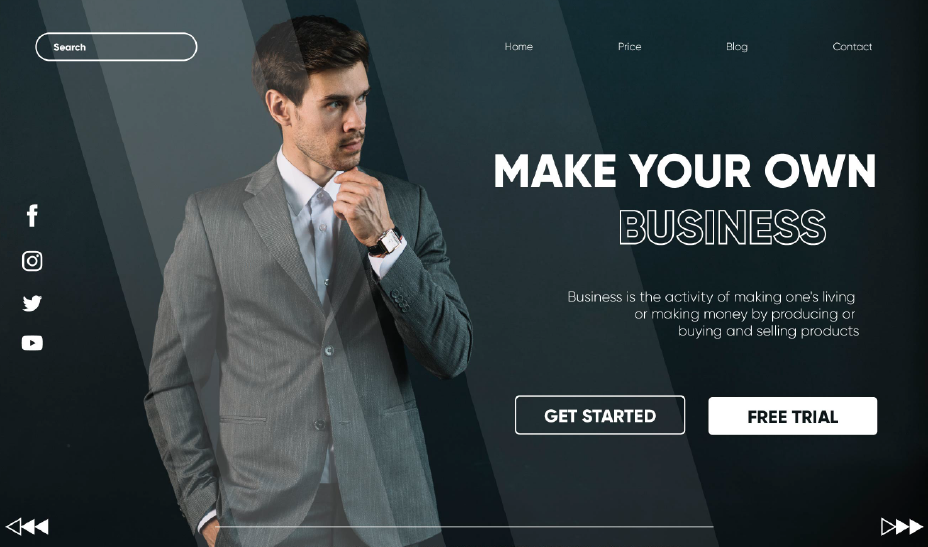 Search
Home
Price
Blog
Contact
MAKE YOUR OWN
BUSINESS
Business is the activity of making one's living
or making money by producing or
buying and selling products
GET STARTED
FREE TRIAL